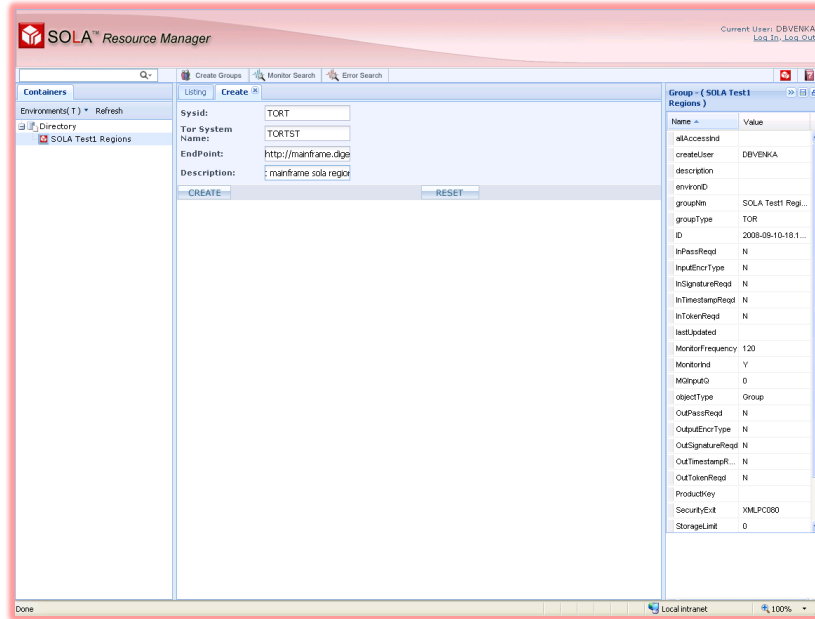 SOLA™ Resource Manager
Current User: DBVENKA
Log In, Log Out
Create Groups Monitor Search Error Search
Containers
Environments( T ) Refresh
Directory
SOLA Test1 Regions
Listing Create
Sysid: TORT
Tor System Name: TORTST
EndPoint: http://mainframe.dige
Description: : mainframe sola region
CREATE RESET
Group - ( SOLA Test1 Regions )
Name Value
allAccessInd
createUser DBVENKA
description
environID
groupNm SOLA Test1 Regi...
groupType TOR
ID 2008-09-10-18.1...
InPassReqd N
InputEncrType N
InSignatureReqd N
InTimestampReqd N
InTokenReqd N
lastUpdated
MonitorFrequency 120
MonitorInd Y
MQInputQ 0
objectType Group
OutPassReqd N
OutputEncrType N
OutSignatureReqd N
OutTimestampR... N
OutTokenReqd N
ProductKey
SecurityExit XMLPC080
StorageLimit 0
Done Local intranet 100%